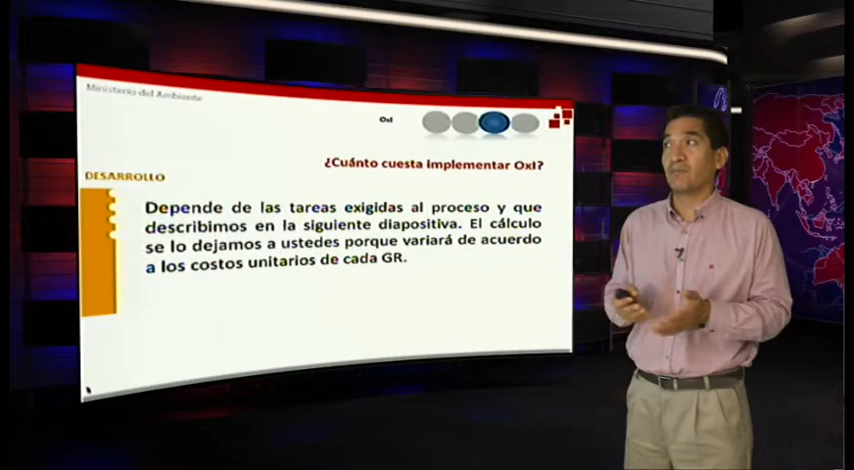 Ministerio del Ambiente
OxI
¿Cuánto cuesta implementar OxI?
DESARROLLO
Depende de las tareas exigidas al proceso y que
describimos en la siguiente diapositiva. El cálculo
se lo dejamos a ustedes porque variará de acuerdo
a los costos unitarios de cada GR.